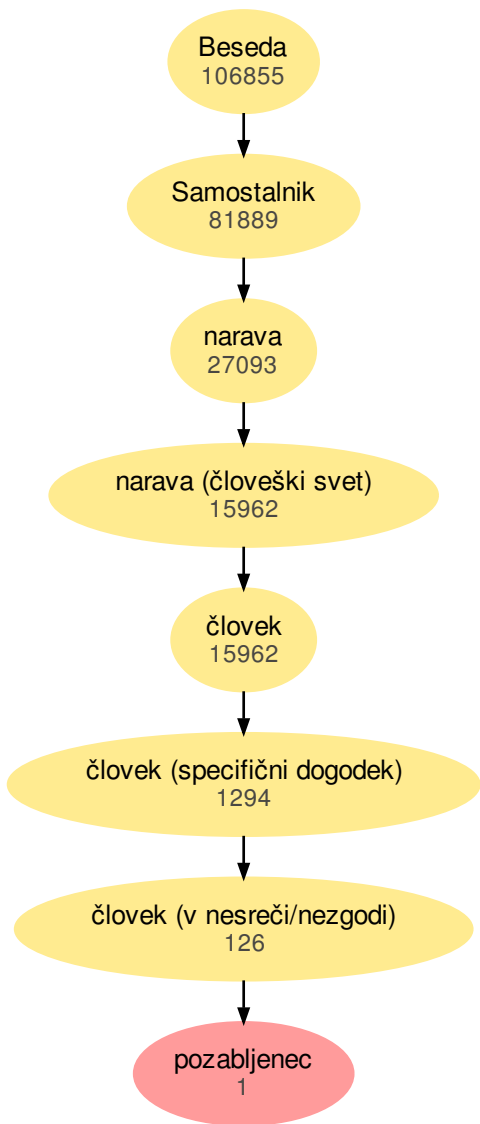 Beseda
106855
Samostalnik
81889
narava
27093
narava (človeški svet)
15962
človek
15962
človek (specifični dogodek)
1294
človek (v nesreči/nezgodi)
126
pozabljenec
1